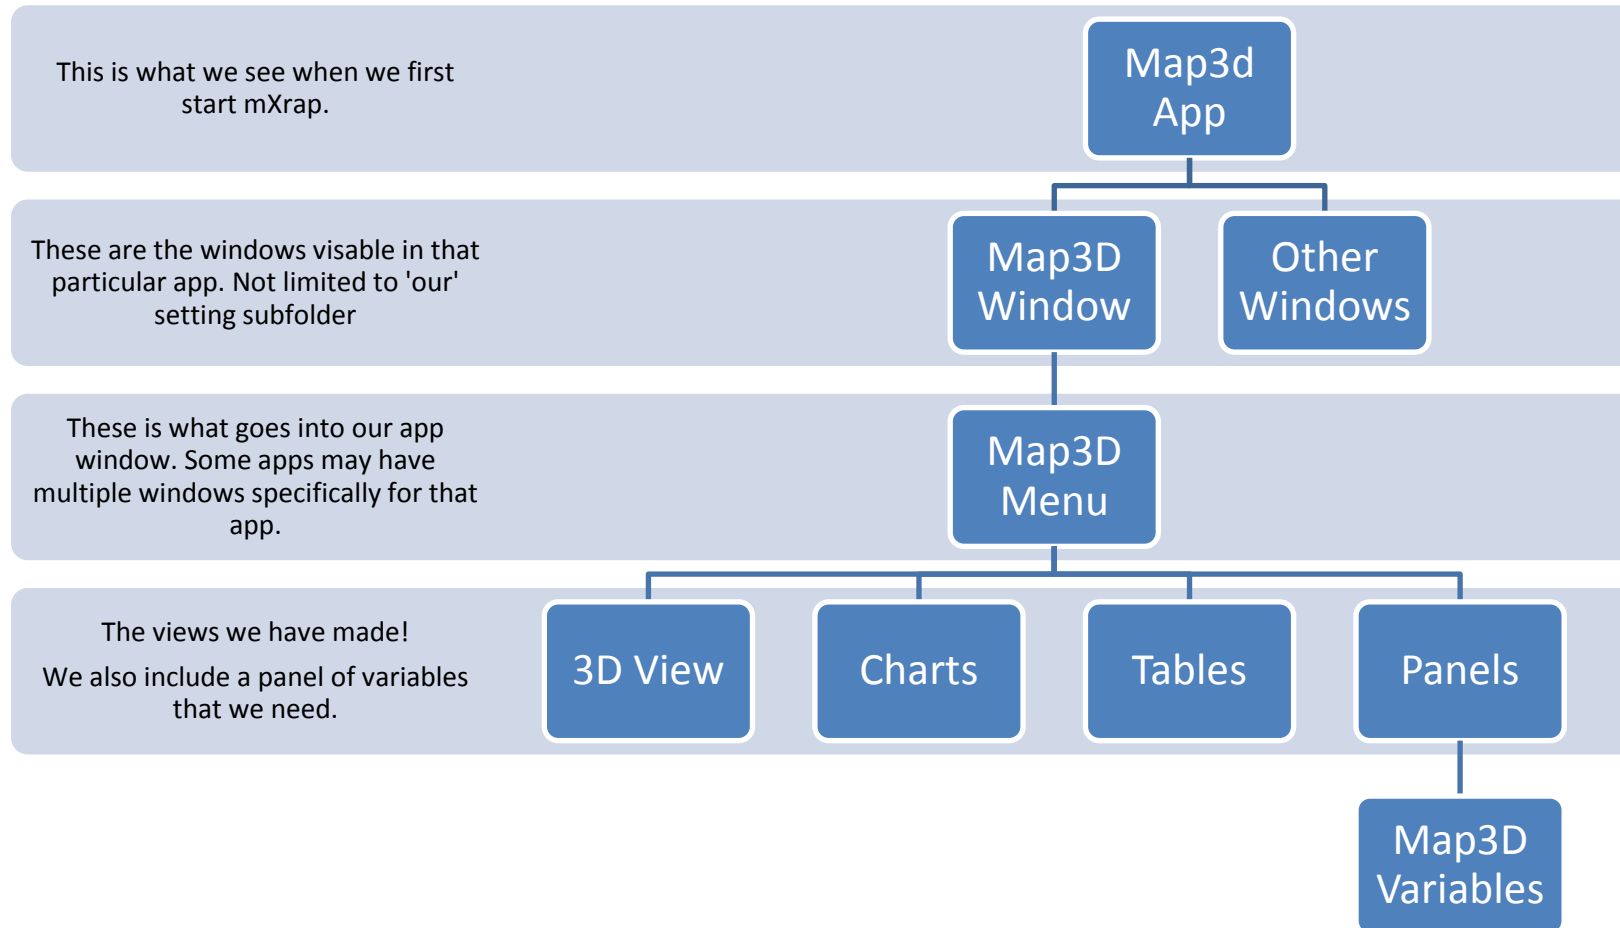 This is what we see when we first
start mXrap.
Map3d
App
These are the windows visable in that
particular app. Not limited to 'our'
setting subfolder
Map3D
Window
Other
Windows
These is what goes into our app
window. Some apps may have
multiple windows specifically for that
app.
Map3D
Menu
The views we have made!
We also include a panel of variables
that we need.
3D View
Charts
Tables
Panels
Map3D
Variables